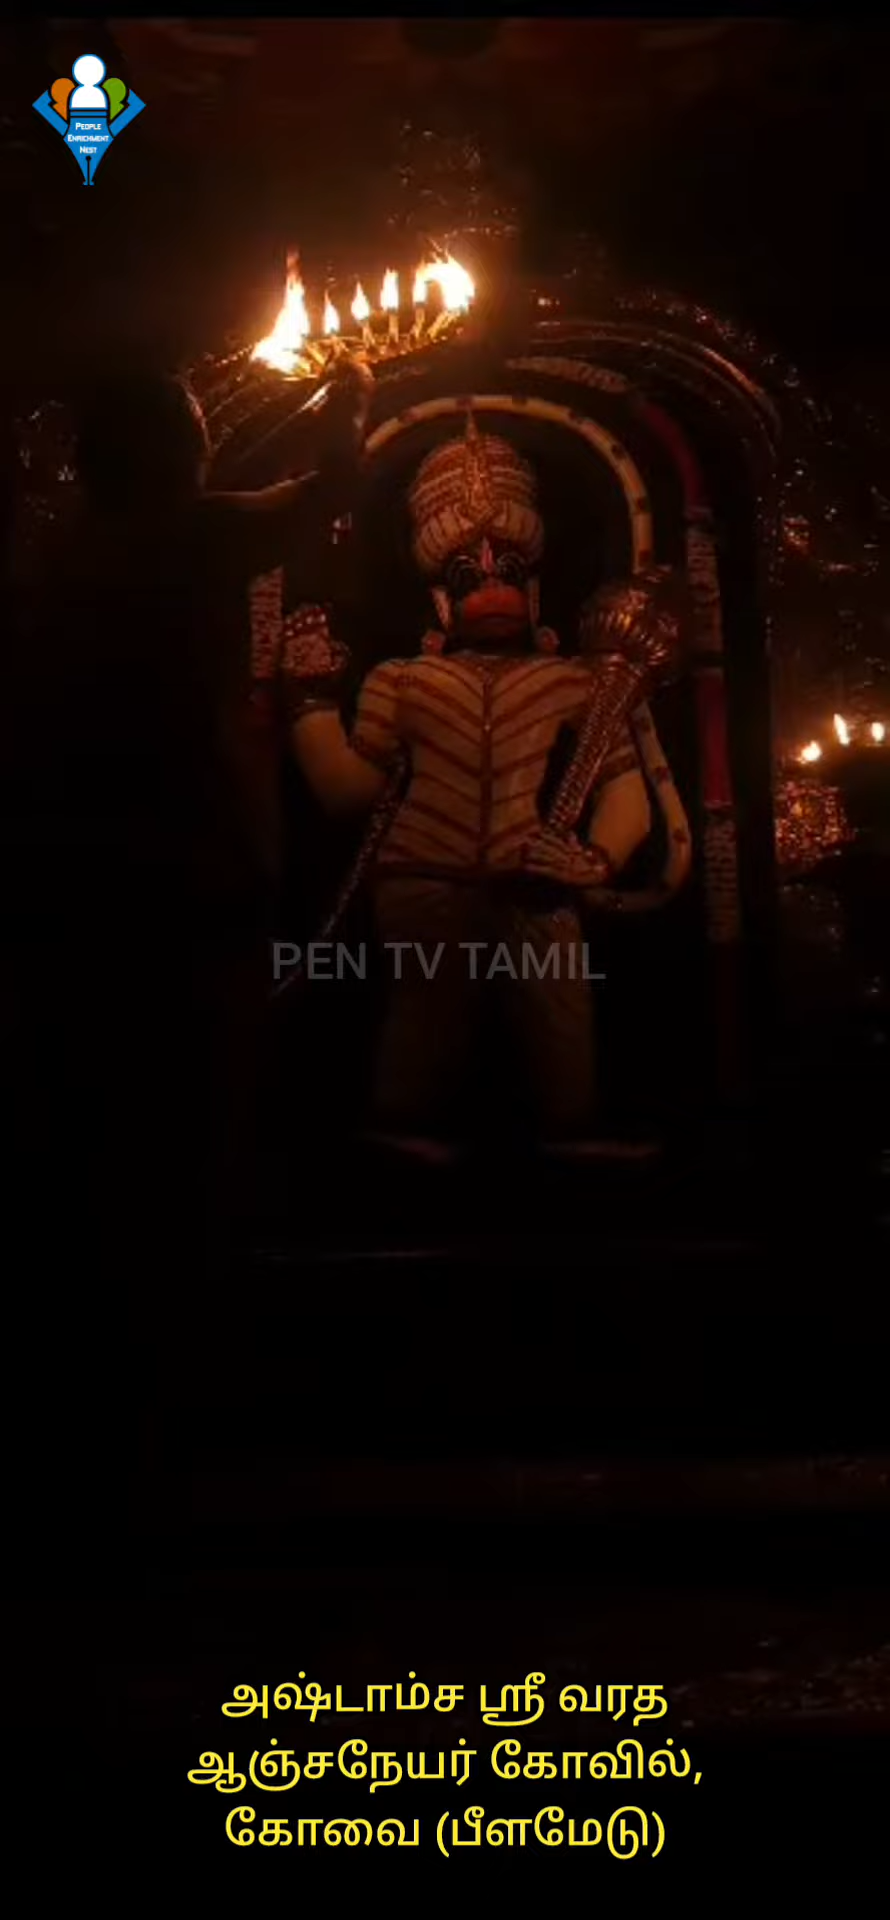 PEOPLE
ENRICHMENT
NEST
PEN TV TAMIL
அஷ்டாம்ச ஸ்ரீ வரத
ஆஞ்சநேயர் கோவில்,
கோவை (பீளமேடு)